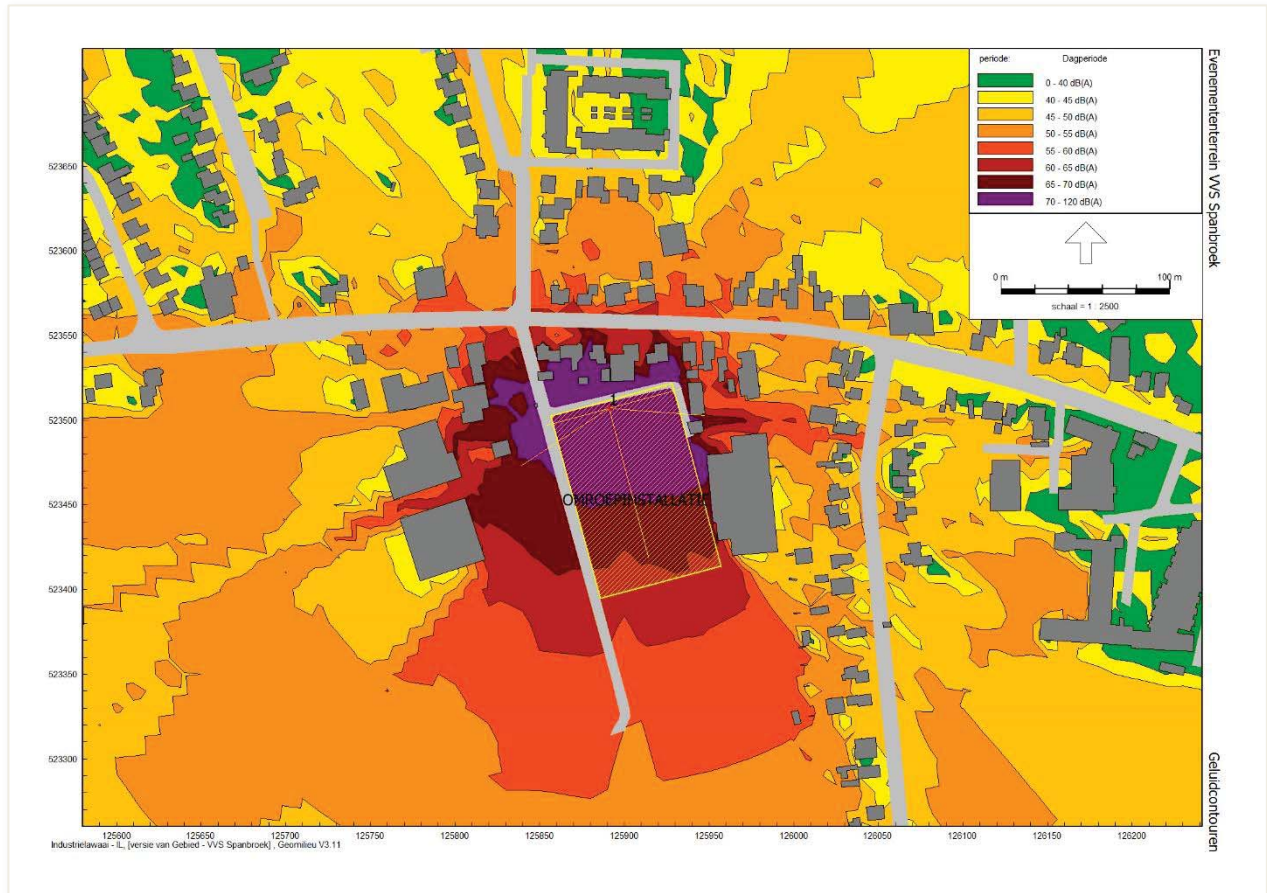 Evenemententerrein VVS Spanbroek
periode: Dagperiode
0 - 40 dB(A)
40 - 45 dB(A)
45 - 50 dB(A)
50 - 55 dB(A)
55 - 60 dB(A)
60 - 65 dB(A)
65 - 70 dB(A)
70 - 120 dB(A)
0 m 100 m
schaal = 1 : 2500
523650
523600
523550
523500
523450
523400
523350
523300
1
OMROEPINSTALLATIE
Geluidcontouren
125600 125650 125700 125750 125800 125850 125900 125950 126000 126050 126100 126150 126200
Industrielawaai - IL, [versie van Gebied - VVS Spanbroek] , Geomilieu V3.11